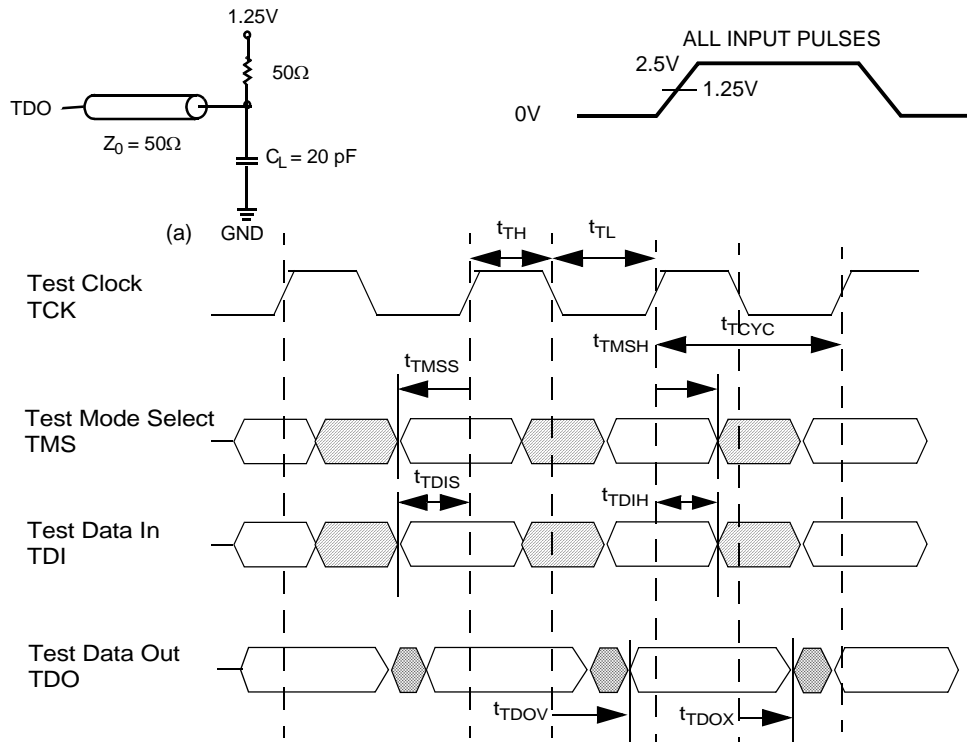 1.25V
50Ω
TDO
Z0 = 50Ω
CL = 20 pF
(a) GND
ALL INPUT PULSES
2.5V
1.25V
0V
tTH
tTL
Test Clock
TCK
tTCYC
tTMSH
tTMSS
Test Mode Select
TMS
tTDIS
tTDIH
Test Data In
TDI
Test Data Out
TDO
tTDOV
tTDOX